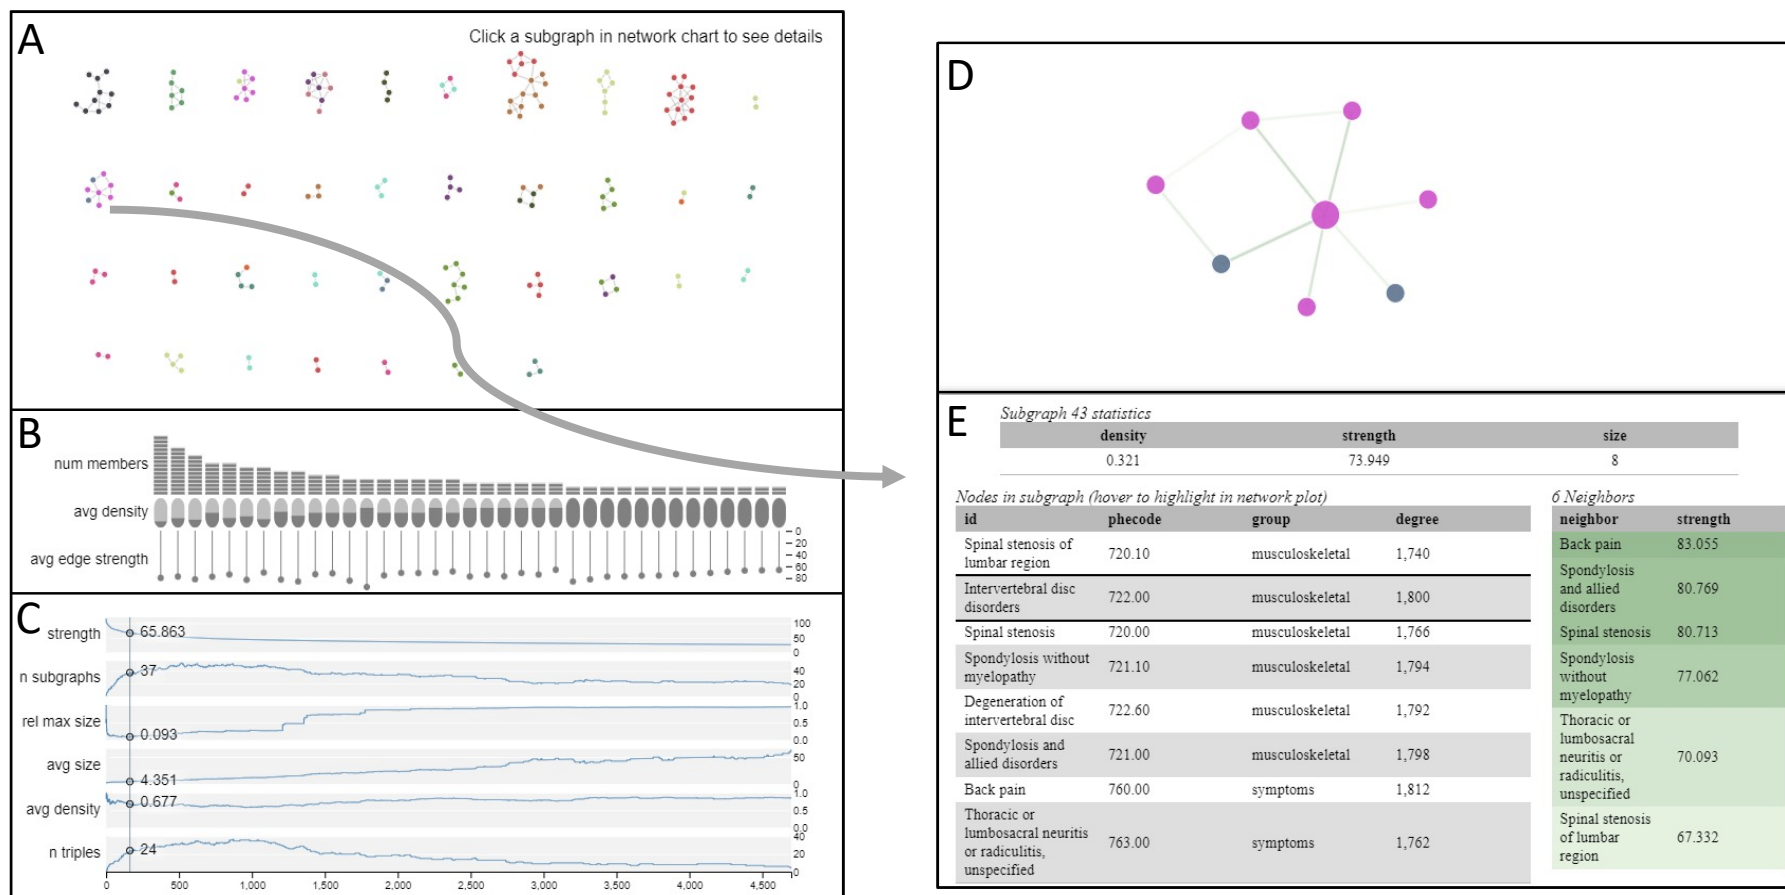 A
Click a subgraph in network chart to see details
B
num members
avg density
avg edge strength
0
20
40
60
80
C
strength
65.863
100
50
0
n subgraphs
37
40
20
0
rel max size
0.093
1.0
0.5
0.0
avg size
4.351
50
0
avg density
0.677
1.0
0.5
0.0
n triples
24
40
20
0
0 500 1,000 1,500 2,000 2,500 3,000 3,500 4,000 4,500
D
E
Subgraph 43 statistics
density strength size
0.321 73.949 8
Nodes in subgraph (hover to highlight in network plot)
id phecode group degree
Spinal stenosis of
lumbar region 720.10 musculoskeletal 1,740
Intervertebral disc
disorders 722.00 musculoskeletal 1,800
Spinal stenosis 720.00 musculoskeletal 1,766
Spondylosis without
myelopathy 721.10 musculoskeletal 1,794
Degeneration of
intervertebral disc 722.60 musculoskeletal 1,792
Spondylosis and
allied disorders 721.00 musculoskeletal 1,798
Back pain 760.00 symptoms 1,812
Thoracic or
lumbosacral neuritis
or radiculitis, 763.00 symptoms 1,762
unspecified
6 Neighbors
neighbor strength
Back pain 83.055
Spondylosis
and allied 80.769
disorders
Spinal stenosis 80.713
Spondylosis
without 77.062
myelopathy
Thoracic or
lumbosacral
neuritis or 70.093
radiculitis,
unspecified
Spinal stenosis
of lumbar 67.332
region